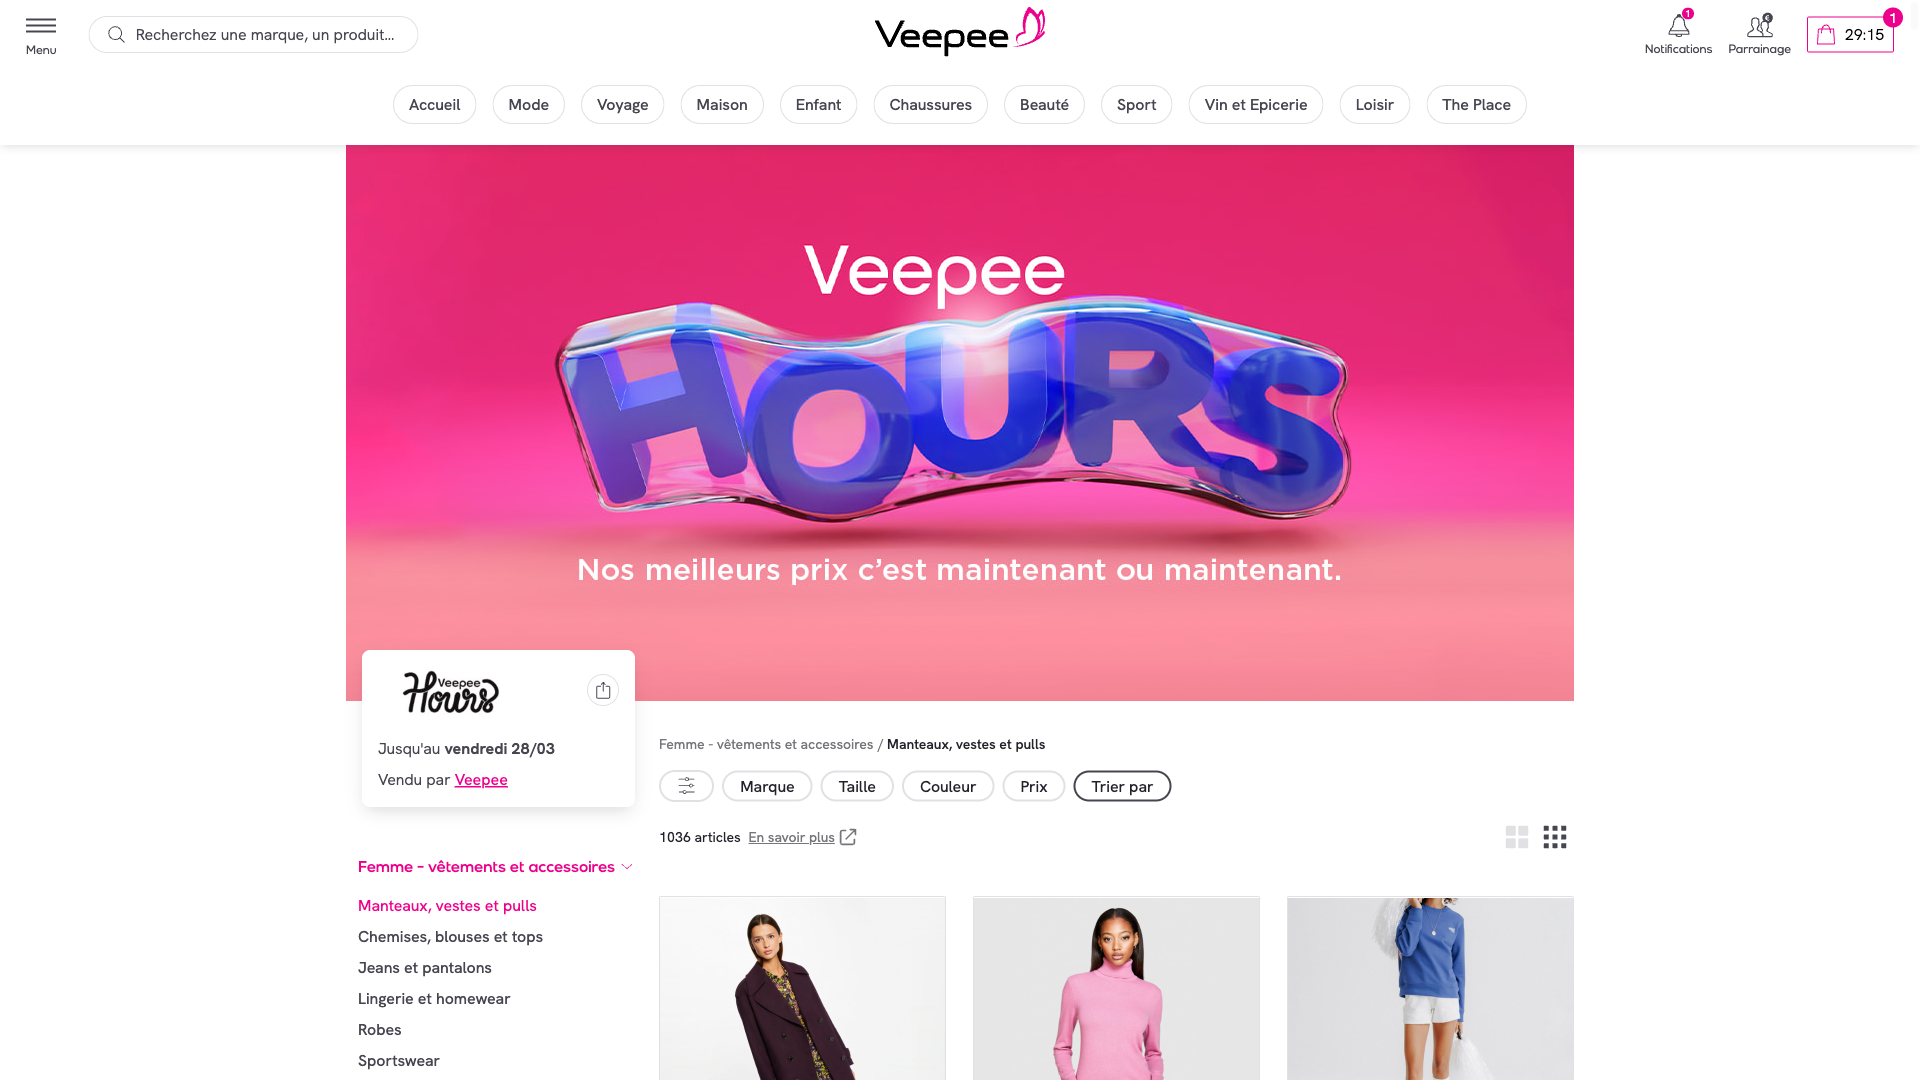 Menu
Recherchez une marque, un produit...
Veepee
1
Notifications
Parrainage
29:15
1
Accueil
Mode
Voyage
Maison
Enfant
Chaussures
Beauté
Sport
Vin et Epicerie
Loisir
The Place
Veepee
HOURS
Nos meilleurs prix c’est maintenant ou maintenant.
Veepee
Hours
Jusqu'au vendredi 28/03
Vendu par Veepee
Femme - vêtements et accessoires / Manteaux, vestes et pulls
Marque
Taille
Couleur
Prix
Trier par
1036 articles En savoir plus
Femme - vêtements et accessoires
Manteaux, vestes et pulls
Chemises, blouses et tops
Jeans et pantalons
Lingerie et homewear
Robes
Sportswear